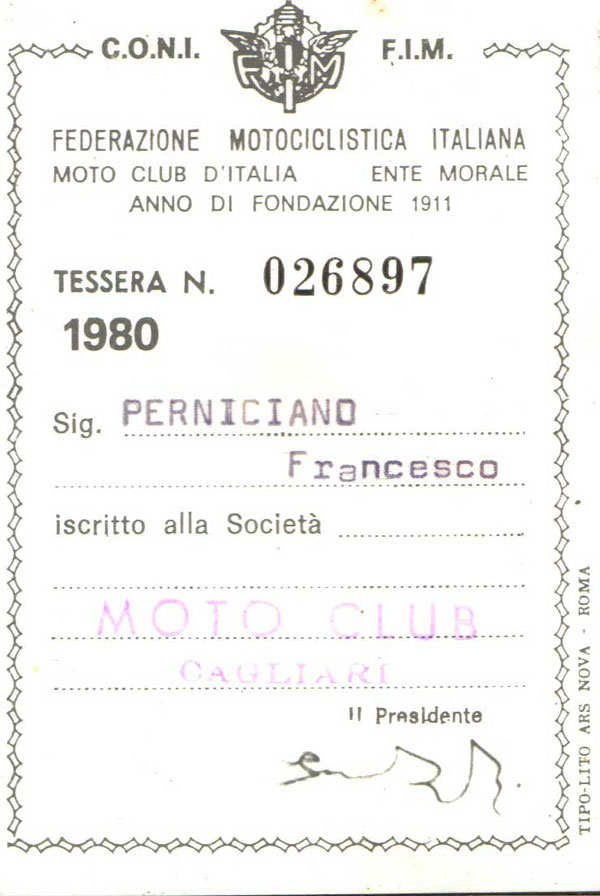 C.O.N.I. FIM F.I.M.
FEDERAZIONE MOTOCICLISTICA ITALIANA
MOTO CLUB D'ITALIA ENTE MORALE
ANNO DI FONDAZIONE 1911
TESSERA N. 026897
1980
Sig. PERNICIANO
Francesco
iscritto alla Società
MOTO CLUB
CAGLIARI
Il Presidente
TIPO-LITO ARS NOVA - ROMA